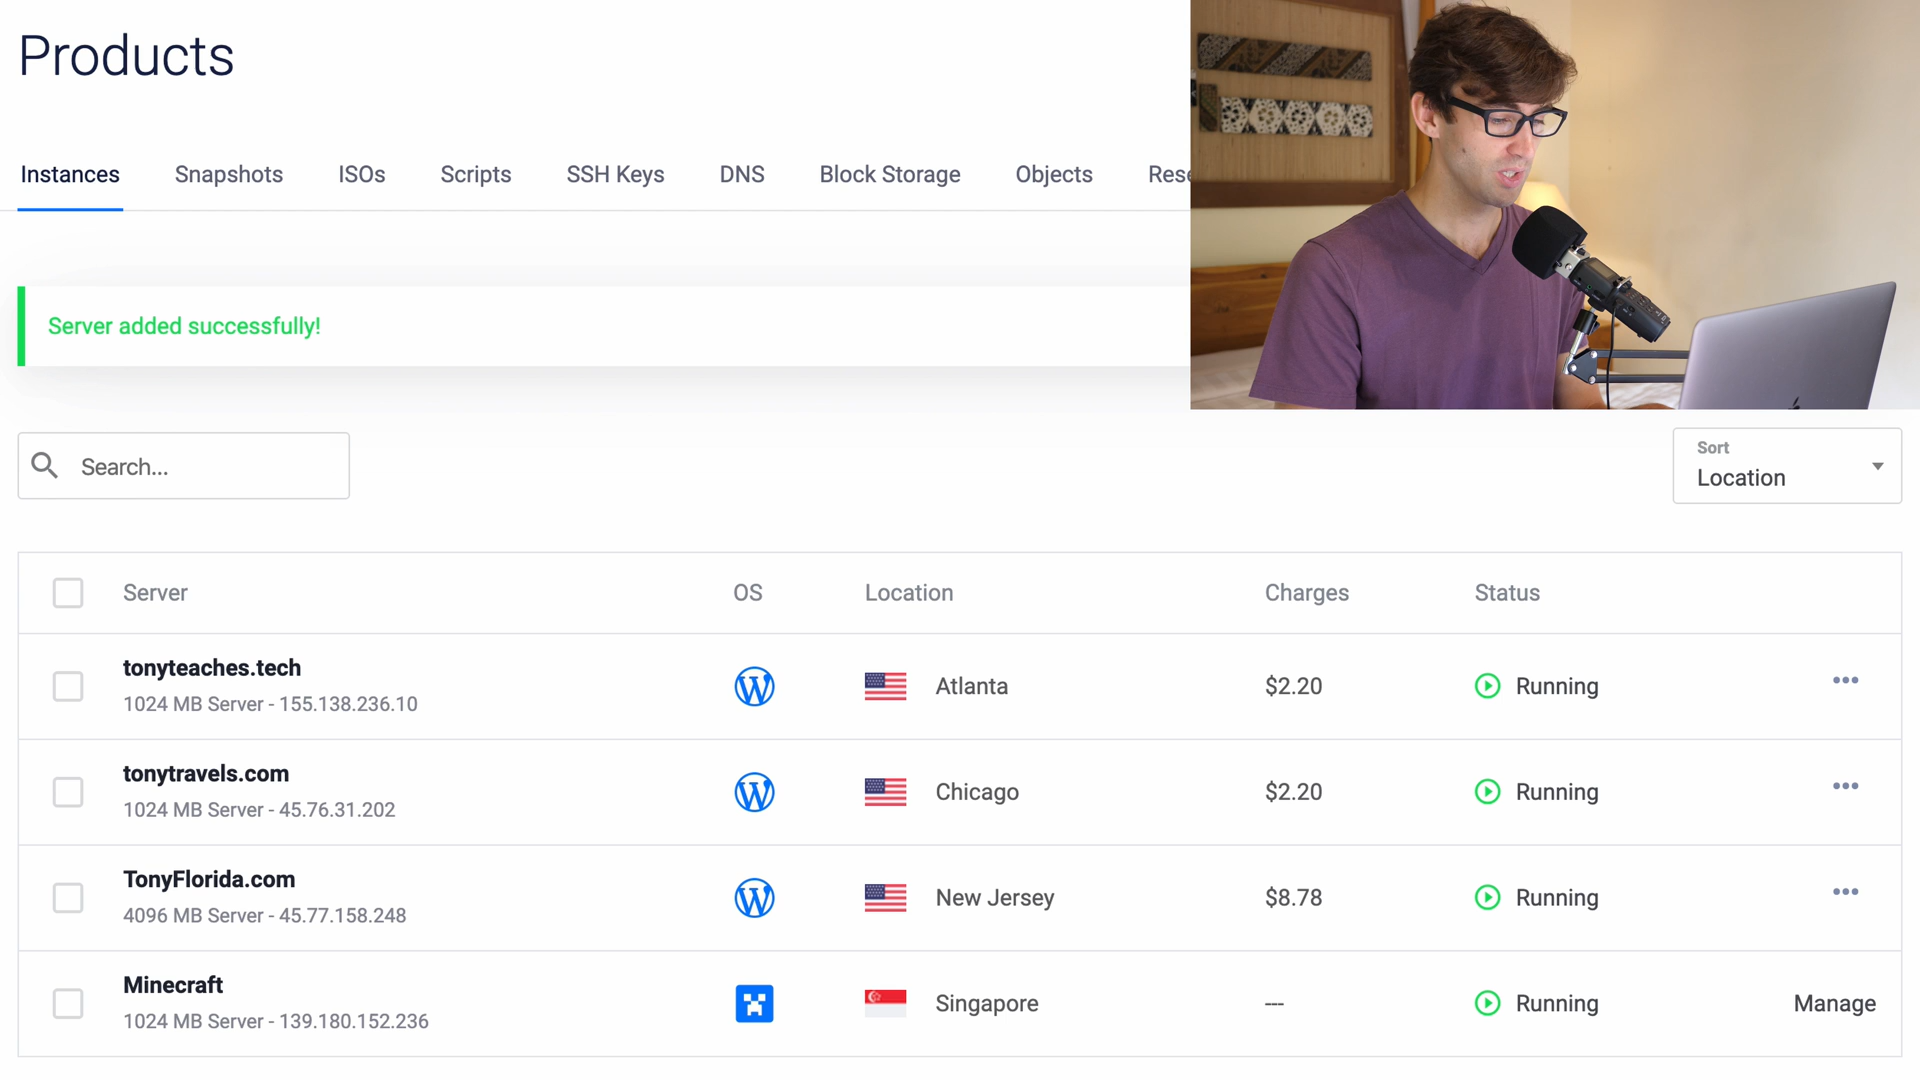 Products
Instances Snapshots ISOs Scripts SSH Keys DNS Block Storage Objects
Server added successfully!
Search...
Sort
Location
Server OS Location Charges Status
tonyteaches.tech
1024 MB Server - 155.138.236.10
Atlanta $2.20 Running
tonytravels.com
1024 MB Server - 45.76.31.202
Chicago $2.20 Running
TonyFlorida.com
4096 MB Server - 45.77.158.248
New Jersey $8.78 Running
Minecraft
1024 MB Server - 139.180.152.236
Singapore --- Running Manage